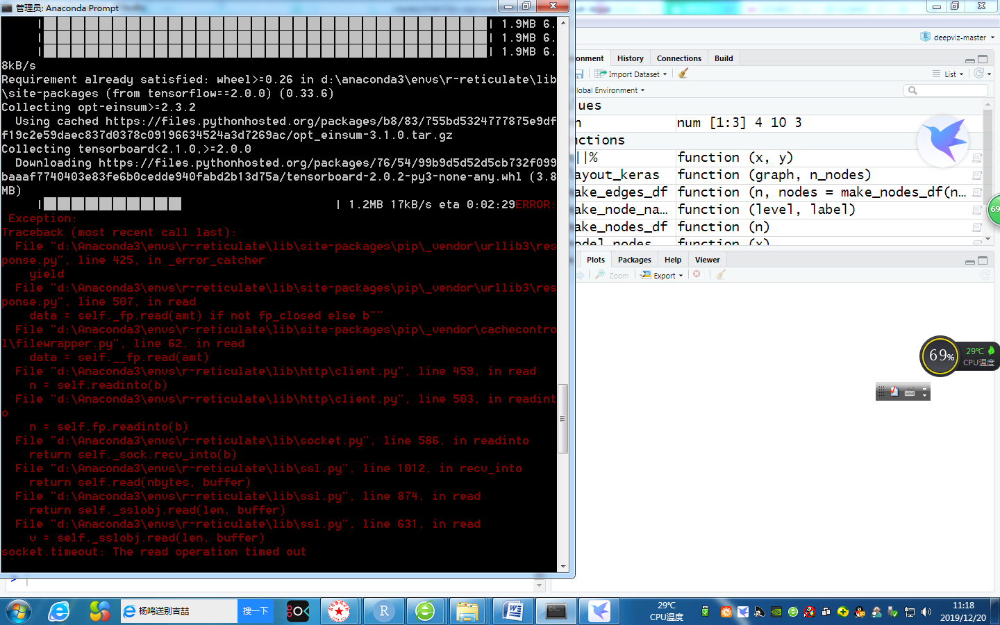 管理员: Anaconda Prompt
| 1.9MB 6.
| 1.9MB 6.
| 1.9MB 6.
8kB/s
Requirement already satisfied: wheel>=0.26 in d:\anaconda3\envs\r-reticulate\lib
\site-packages (from tensorflow==2.0.0) (0.33.6)
Collecting opt-einsum>=2.3.2
Using cached https://files.pythonhosted.org/packages/b8/83/755bd5324777875e9df
f19c2e59daec837d0378c09196634524a3d7269ac/opt_einsum-3.1.0.tar.gz
Collecting tensorboard<2.1.0,>=2.0.0
Downloading https://files.pythonhosted.org/packages/76/54/99b9d5d52d5cb732f099
baaaf7740403e83fe6b0cedde940fabd2b13d75a/tensorboard-2.0.2-py3-none-any.whl (3.8
MB)
| | 1.2MB 17kB/s eta 0:02:29ERROR:
Exception:
Traceback (most recent call last):
File "d:\Anaconda3\envs\r-reticulate\lib\site-packages\pip\_vendor\urllib3\res
ponse.py", line 425, in _error_catcher
yield
File "d:\Anaconda3\envs\r-reticulate\lib\site-packages\pip\_vendor\urllib3\res
ponse.py", line 507, in read
data = self._fp.read(amt) if not fp_closed else b""
File "d:\Anaconda3\envs\r-reticulate\lib\site-packages\pip\_vendor\cachecontro
l\filewrapper.py", line 62, in read
data = self.__fp.read(amt)
File "d:\Anaconda3\envs\r-reticulate\lib\http\client.py", line 459, in read
n = self.readinto(b)
File "d:\Anaconda3\envs\r-reticulate\lib\http\client.py", line 503, in readint
o
n = self.fp.readinto(b)
File "d:\Anaconda3\envs\r-reticulate\lib\socket.py", line 586, in readinto
return self._sock.recv_into(b)
File "d:\Anaconda3\envs\r-reticulate\lib\ssl.py", line 1012, in recv_into
return self.read(nbytes, buffer)
File "d:\Anaconda3\envs\r-reticulate\lib\ssl.py", line 874, in read
return self._sslobj.read(len, buffer)
File "d:\Anaconda3\envs\r-reticulate\lib\ssl.py", line 631, in read
v = self._sslobj.read(len, buffer)
socket.timeout: The read operation timed out
deepviz-master
onment History Connections Build
Import Dataset List
lobal Environment
ues
n num [1:3] 4 10 3
nctions
||% function (x, y)
ayout_keras function (graph, n_nodes)
ake_edges_df function (n, nodes = make_nodes_df(n...
ake_node_na... function (level, label)
ake_nodes_df function (n)
odel_nodes function (x)
Plots Packages Help Viewer
Zoom Export
69
69% 29℃
CPU温度
>
杨鸣送别吉喆 搜一下
29℃
CPU温度
11:18
2019/12/20